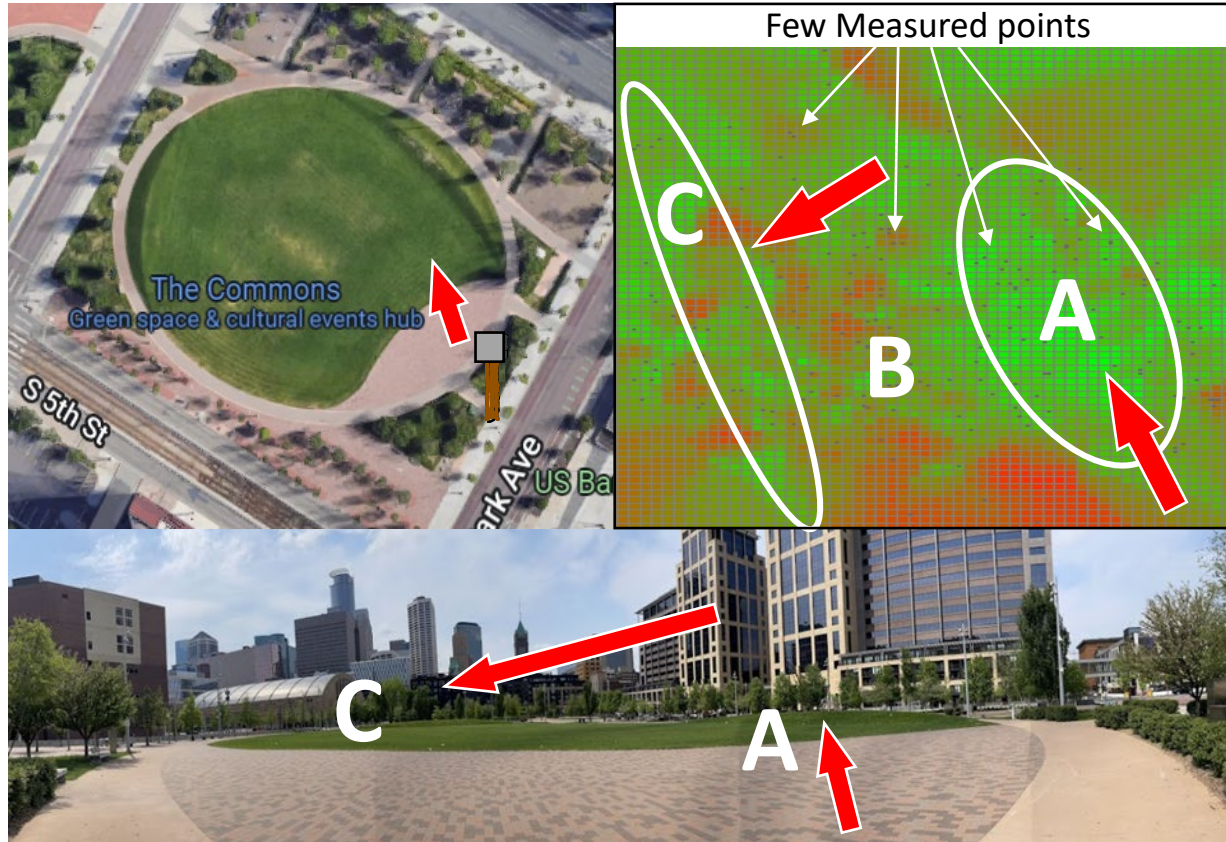 Few Measured points
The Commons
Green space & cultural events hub
S 5th St
ark Ave
US Ba
C
B
A
C
A